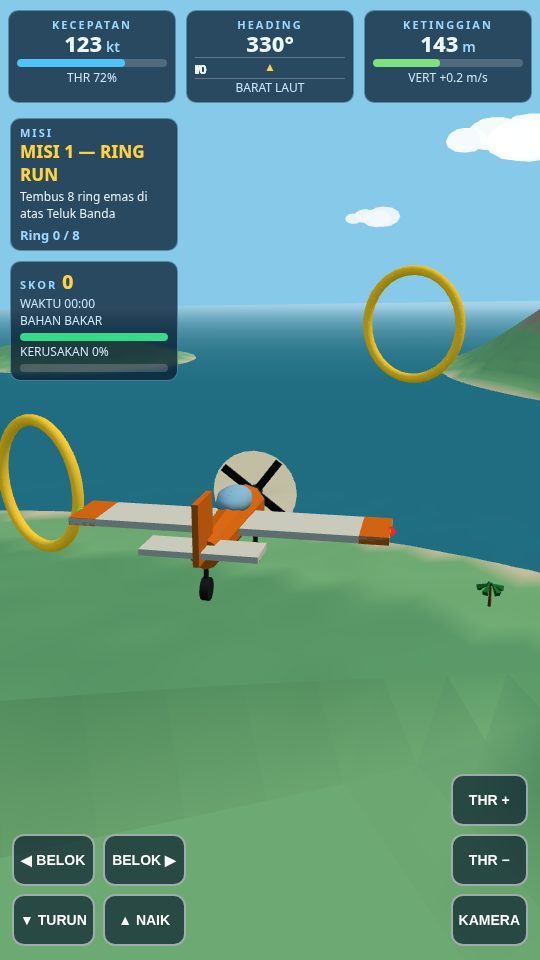 KECEPATAN
123 kt
THR 72%
HEADING
330°
▲
BARAT LAUT
KETINGGIAN
143 m
VERT +0.2 m/s
MISI
MISI 1 — RING
RUN
Tembus 8 ring emas di
atas Teluk Banda
Ring 0 / 8
SKOR 0
WAKTU 00:00
BAHAN BAKAR
KERUSAKAN 0%
THR +
◀ BELOK
BELOK ▶
THR −
▼ TURUN
▲ NAIK
KAMERA